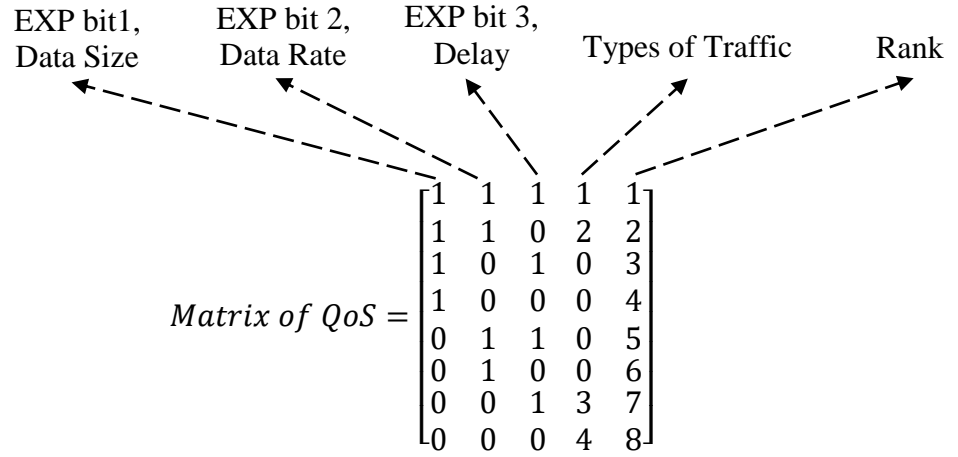 EXP bit1, EXP bit 2, EXP bit 3,
Data Size Data Rate Delay Types of Traffic Rank
1 1 1 1 1
1 1 0 2 2
1 0 1 0 3
1 0 0 0 4
Matrix of QoS =
0 1 1 0 5
0 1 0 0 6
0 0 1 3 7
0 0 0 4 8